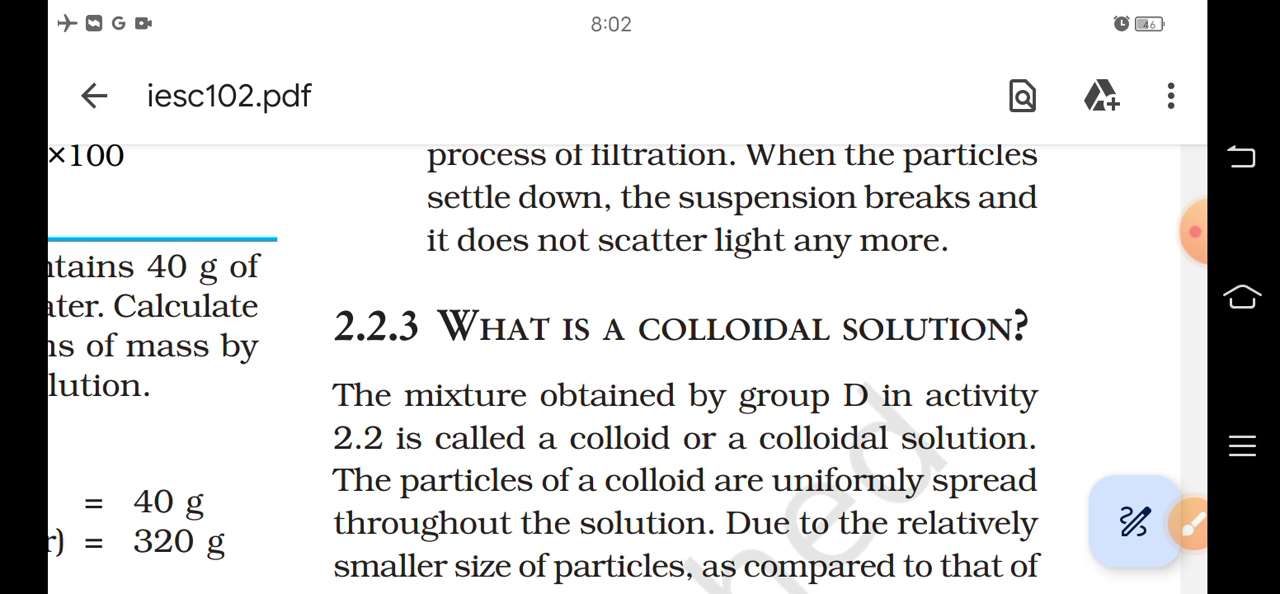 8:02
46
iesc102.pdf
×100
tains 40 g of
ater. Calculate
s of mass by
lution.
= 40 g
r) = 320 g
process of filtration. When the particles
settle down, the suspension breaks and
it does not scatter light any more.
2.2.3 WHAT IS A COLLOIDAL SOLUTION?
The mixture obtained by group D in activity
2.2 is called a colloid or a colloidal solution.
The particles of a colloid are uniformly spread
throughout the solution. Due to the relatively
smaller size of particles, as compared to that of
hed